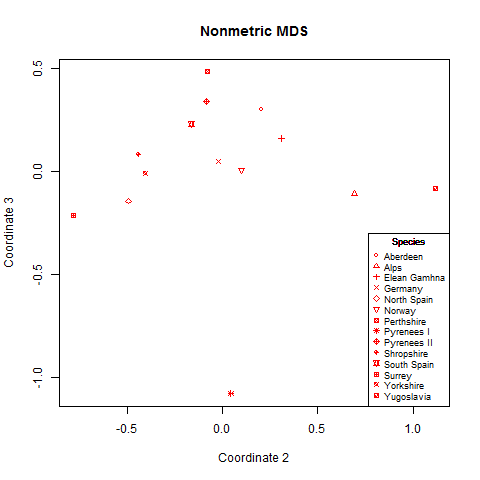 Nonmetric MDS
Coordinate 3
0.5
0.0
-0.5
-1.0
Species
Aberdeen
Alps
Elean Gamhna
Germany
North Spain
Norway
Perthshire
Pyrenees I
Pyrenees II
Shropshire
South Spain
Surrey
Yorkshire
Yugoslavia
-0.5 0.0 0.5 1.0
Coordinate 2